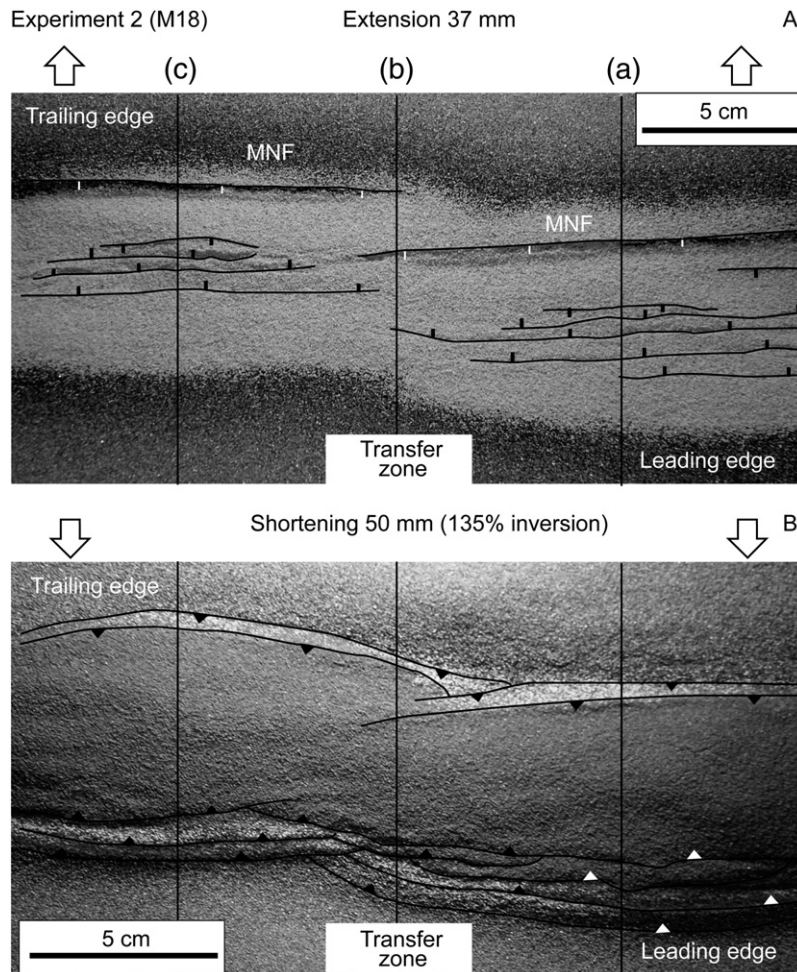 Experiment 2 (M18) Extension 37 mm A
(c) (b) (a)
Trailing edge
5 cm
MNF
MNF
Transfer
zone
Leading edge
Shortening 50 mm (135% inversion) B
Trailing edge
5 cm
Transfer
zone
Leading edge